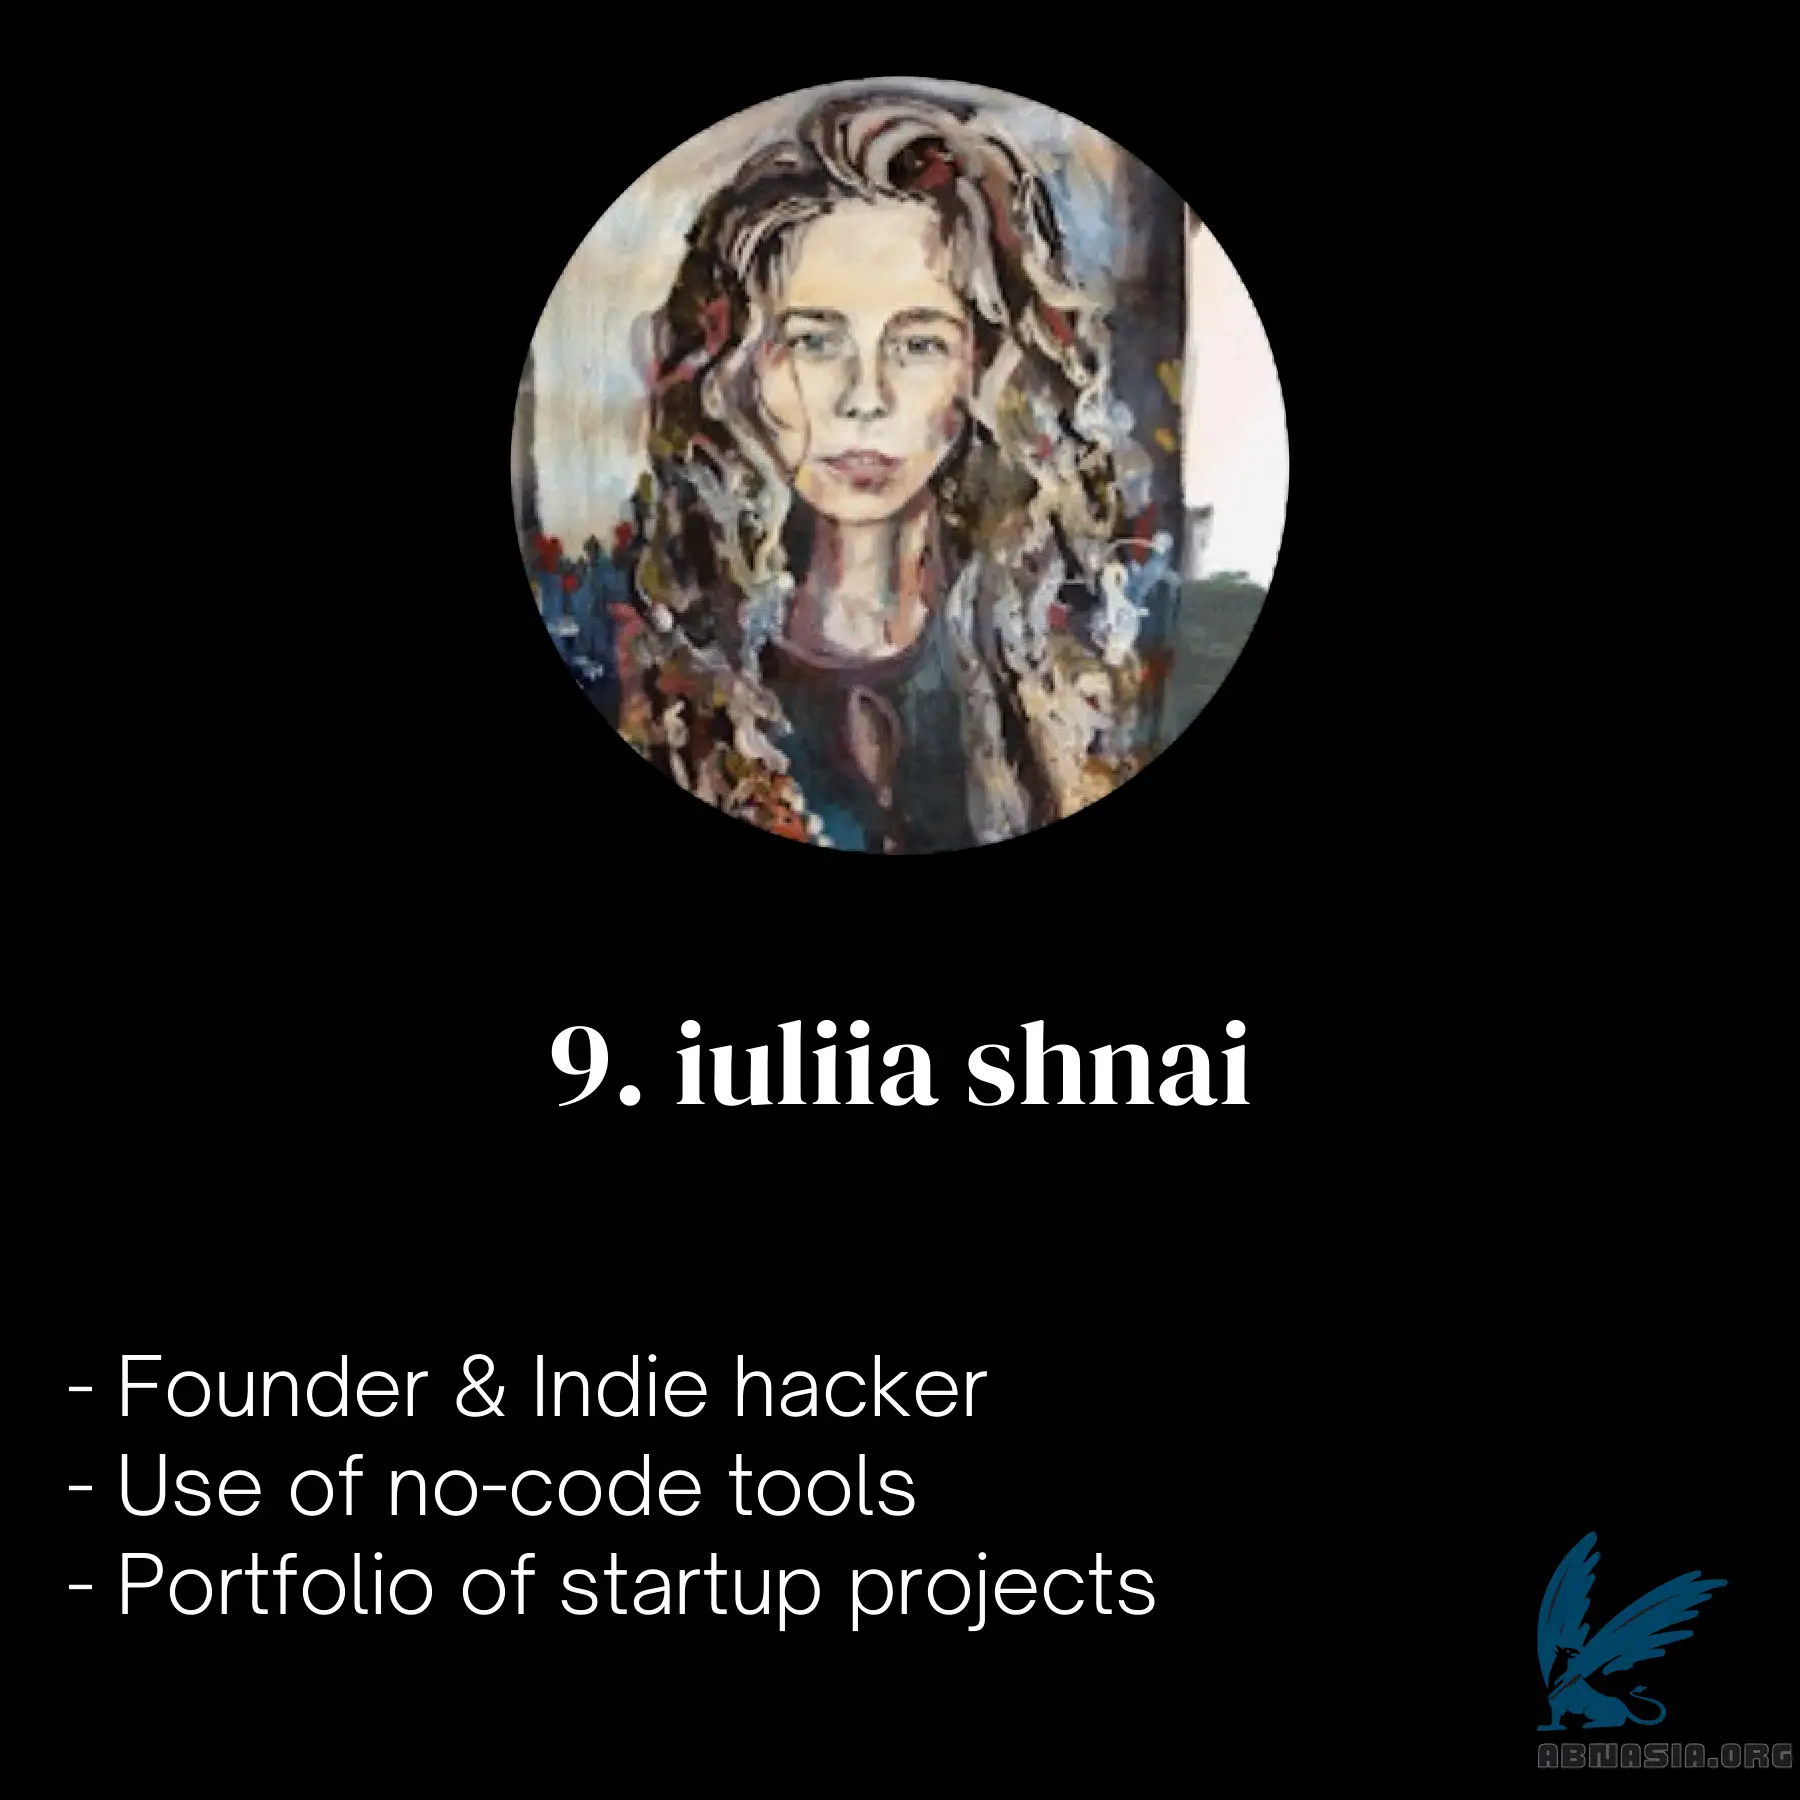 9. iuliia shnai
- Founder & Indie hacker
- Use of no-code tools
- Portfolio of startup projects
ABNASIA.ORG